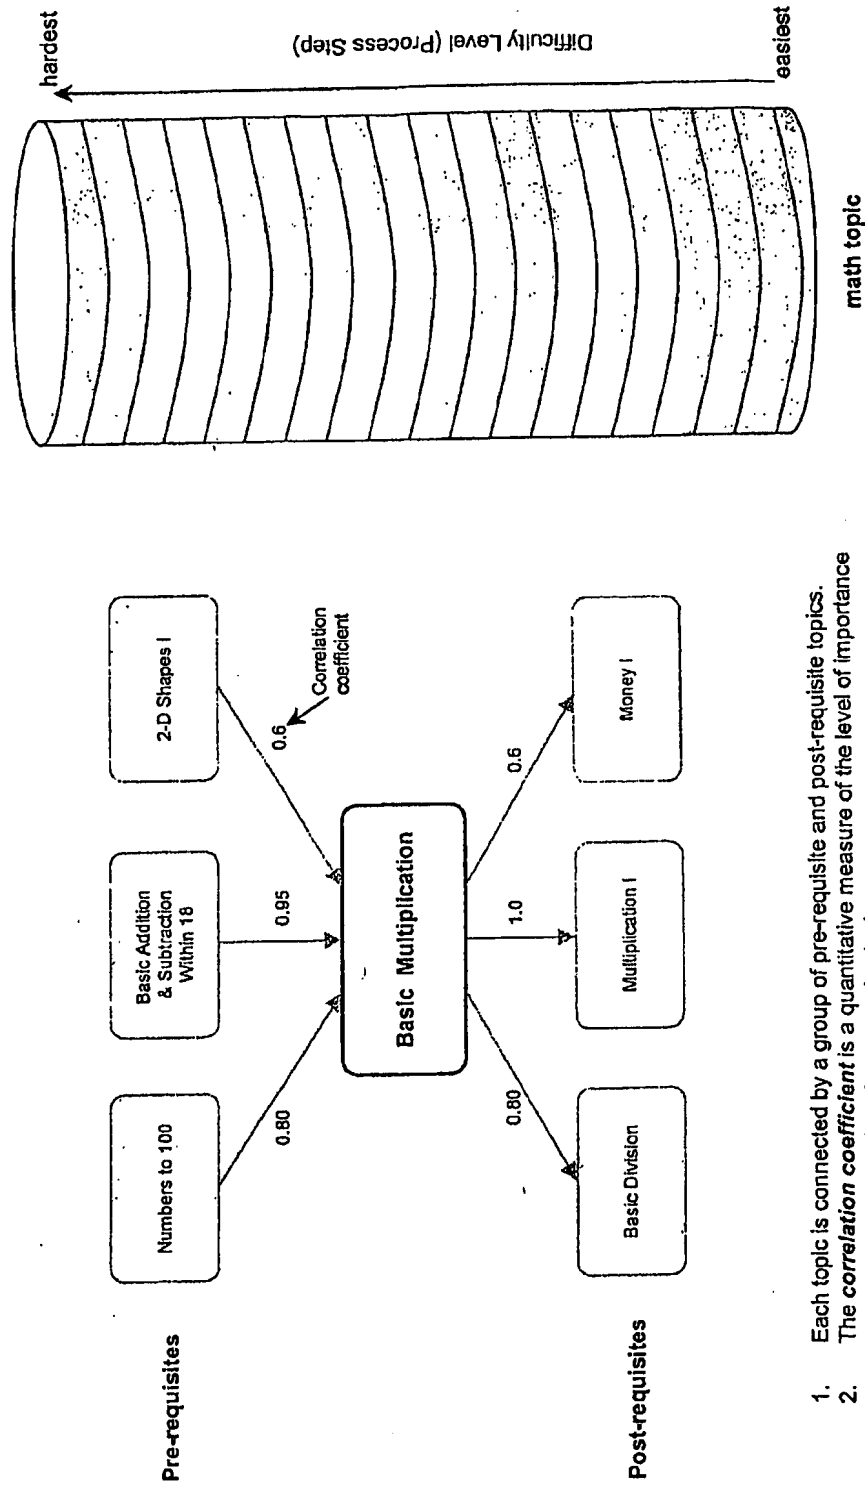 Pre-requisites
Numbers to 100
Basic Addition
& Subtraction
Within 18
2-D Shapes I
0.80
0.95
0.6
Correlation
coefficient
Basic Multiplication
0.80
1.0
0.6
Post-requisites
Basic Division
Multiplication I
Money I
1. Each topic is connected by a group of pre-requisite and post-requisite topics.
2. The correlation coefficient is a quantitative measure of the level of importance
hardest
Difficulty Level (Process Step)
easiest
math topic